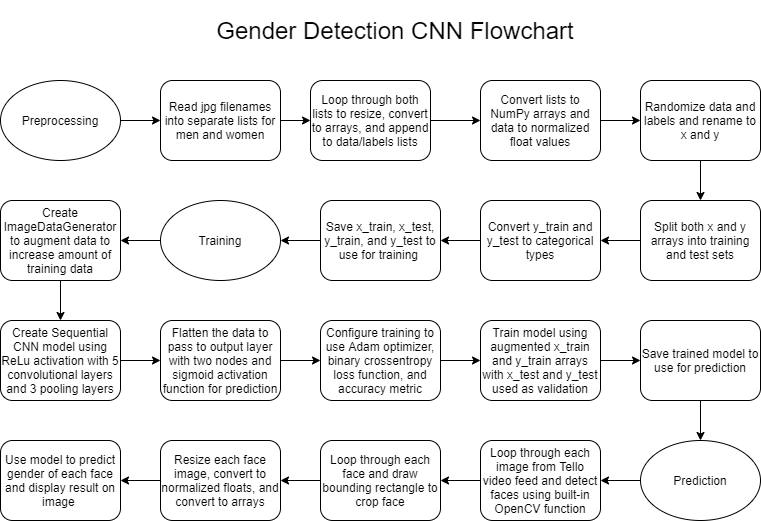 Gender Detection CNN Flowchart
Preprocessing
Read jpg filenames
into separate lists for
men and women
Loop through both
lists to resize, convert
to arrays, and append
to data/labels lists
Convert lists to
NumPy arrays and
data to normalized
float values
Randomize data and
labels and rename to
x and y
Split both x and y
arrays into training
and test sets
Convert y_train and
y_test to categorical
types
Save x_train, x_test,
y_train, and y_test to
use for training
Training
Create
ImageDataGenerator
to augment data to
increase amount of
training data
Create Sequential
CNN model using
ReLu activation with 5
convolutional layers
and 3 pooling layers
Flatten the data to
pass to output layer
with two nodes and
sigmoid activation
function for prediction
Configure training to
use Adam optimizer,
binary crossentropy
loss function, and
accuracy metric
Train model using
augmented x_train
and y_train arrays
with x_test and y_test
used as validation
Save trained model to
use for prediction
Prediction
Loop through each
image from Tello
video feed and detect
faces using built-in
OpenCV function
Loop through each
face and draw
bounding rectangle to
crop face
Resize each face
image, convert to
normalized floats, and
convert to arrays
Use model to predict
gender of each face
and display result on
image